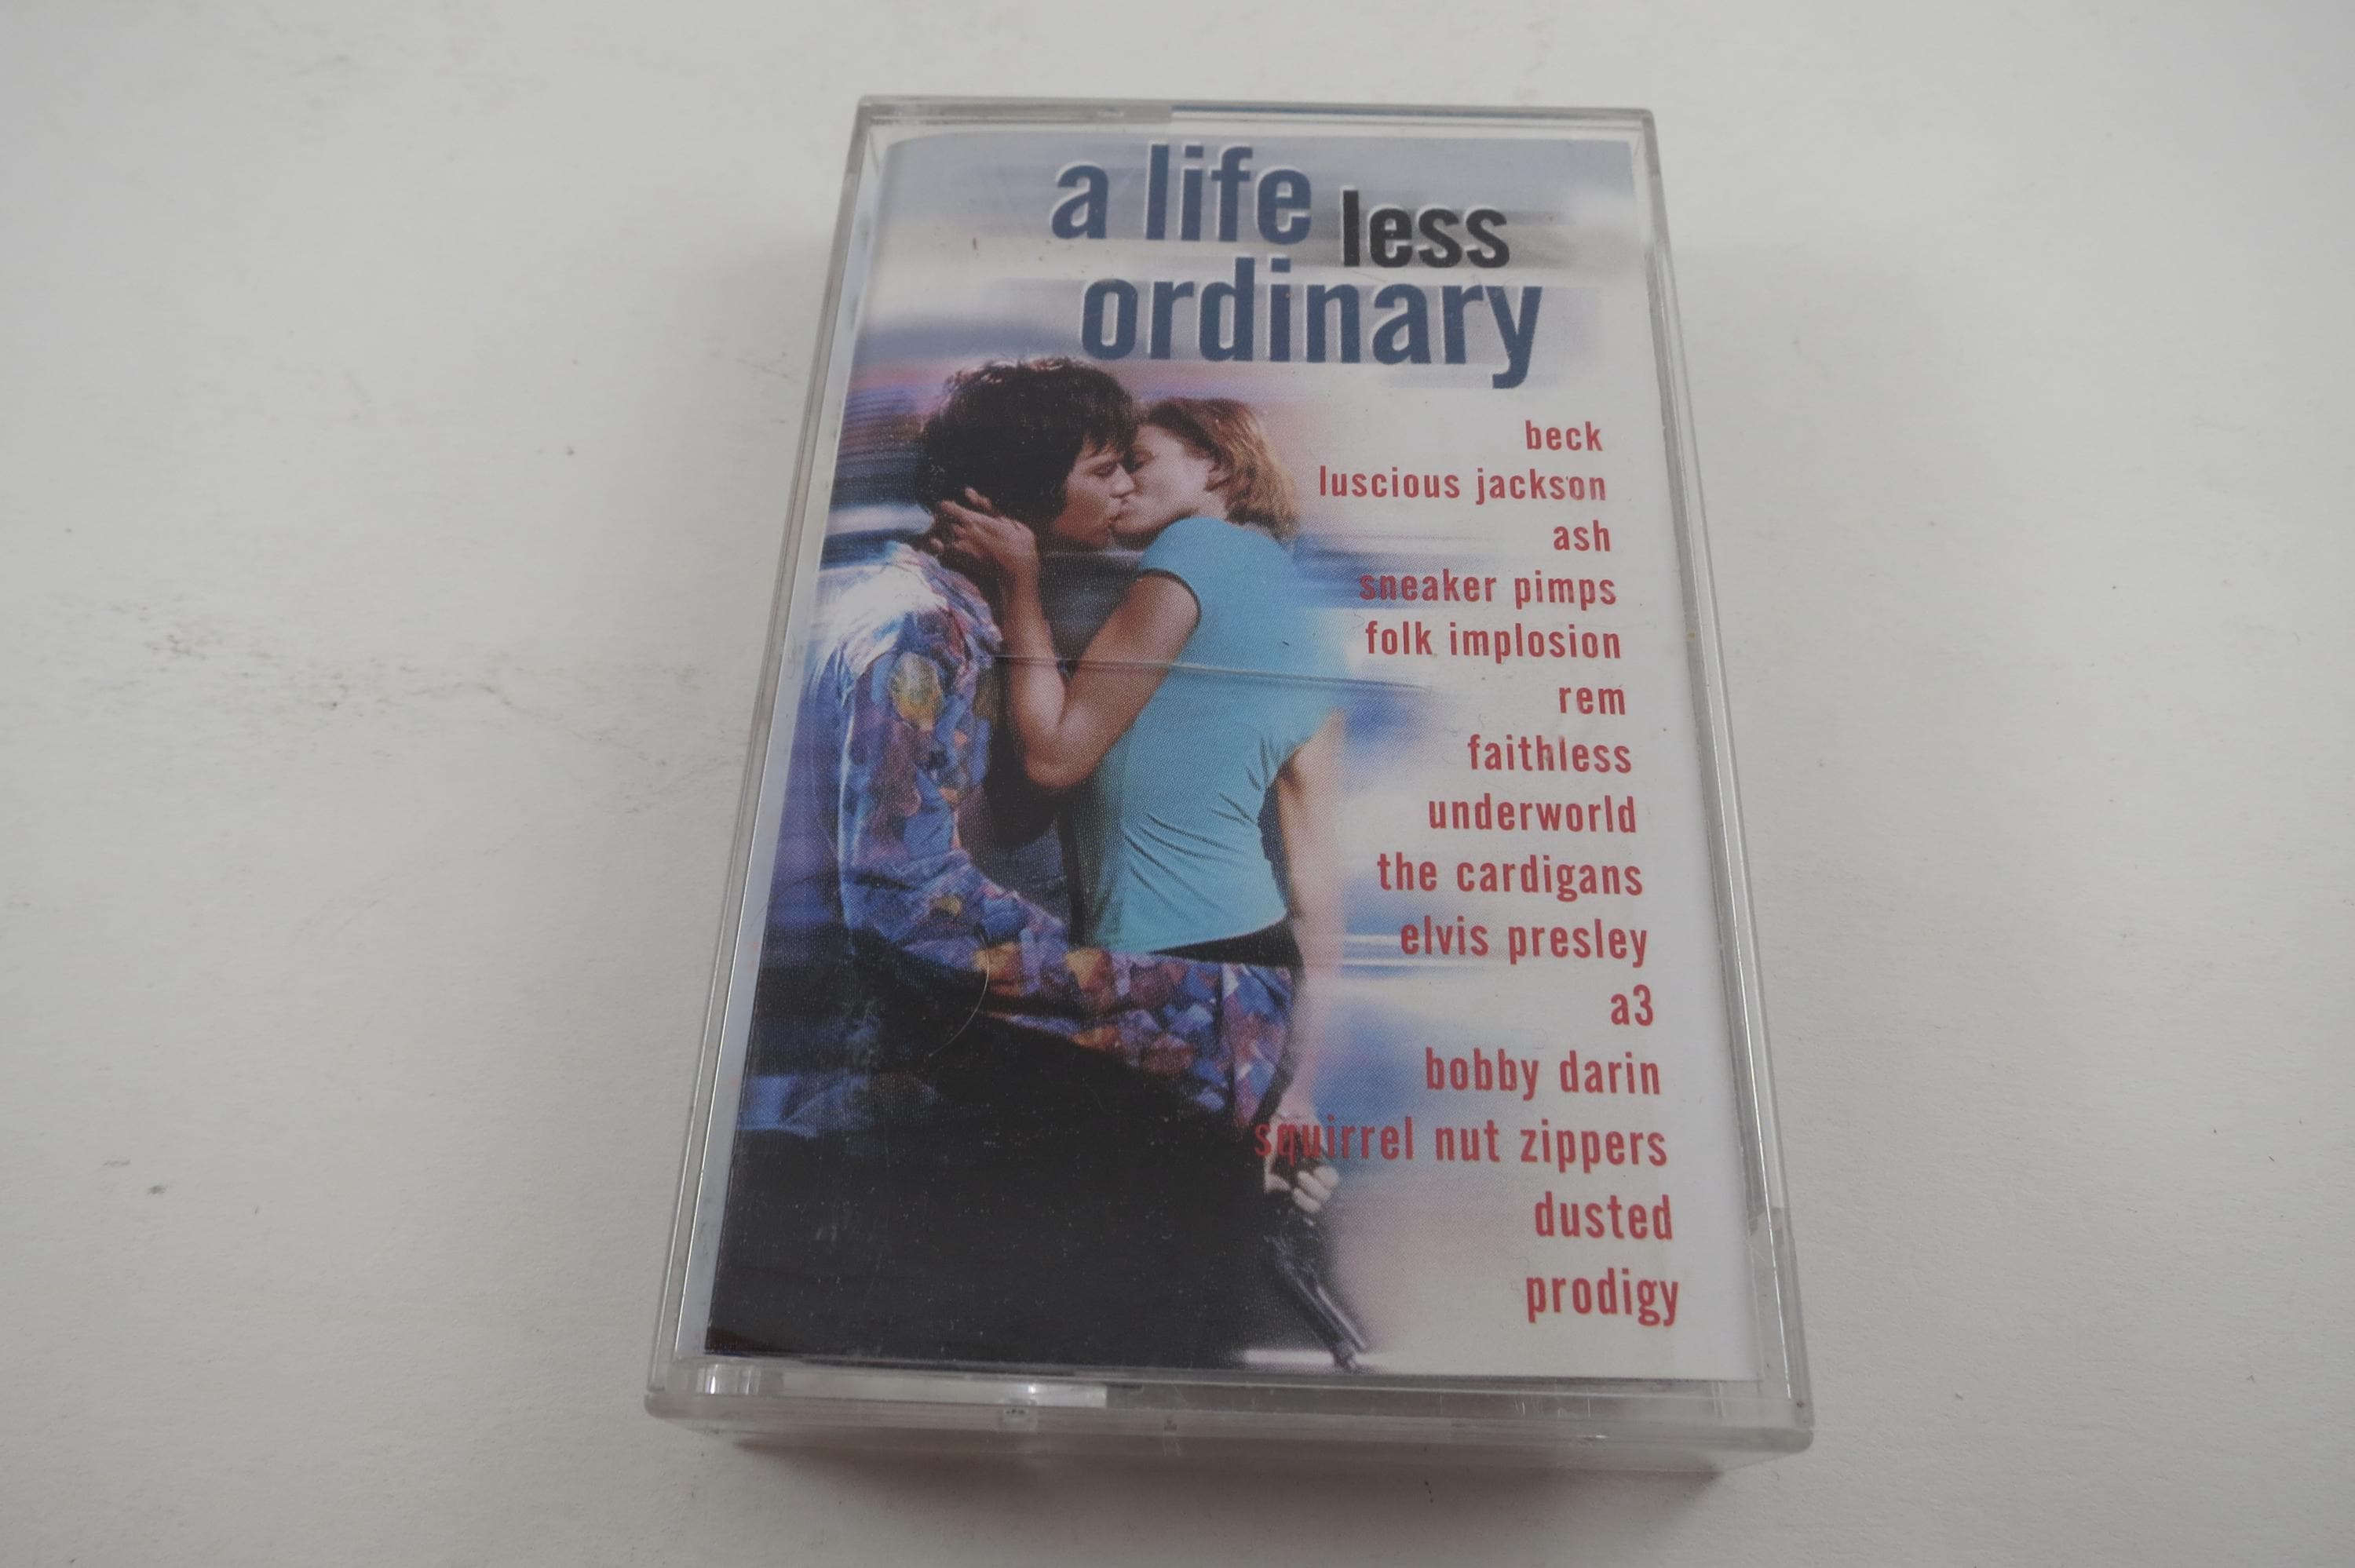 a life less
ordinary
beck
luscious jackson
ash
sneaker pimps
folk implosion
rem
faithless
underworld
the cardigans
elvis presley
a3
bobby darin
squirrel nut zippers
dusted
prodigy